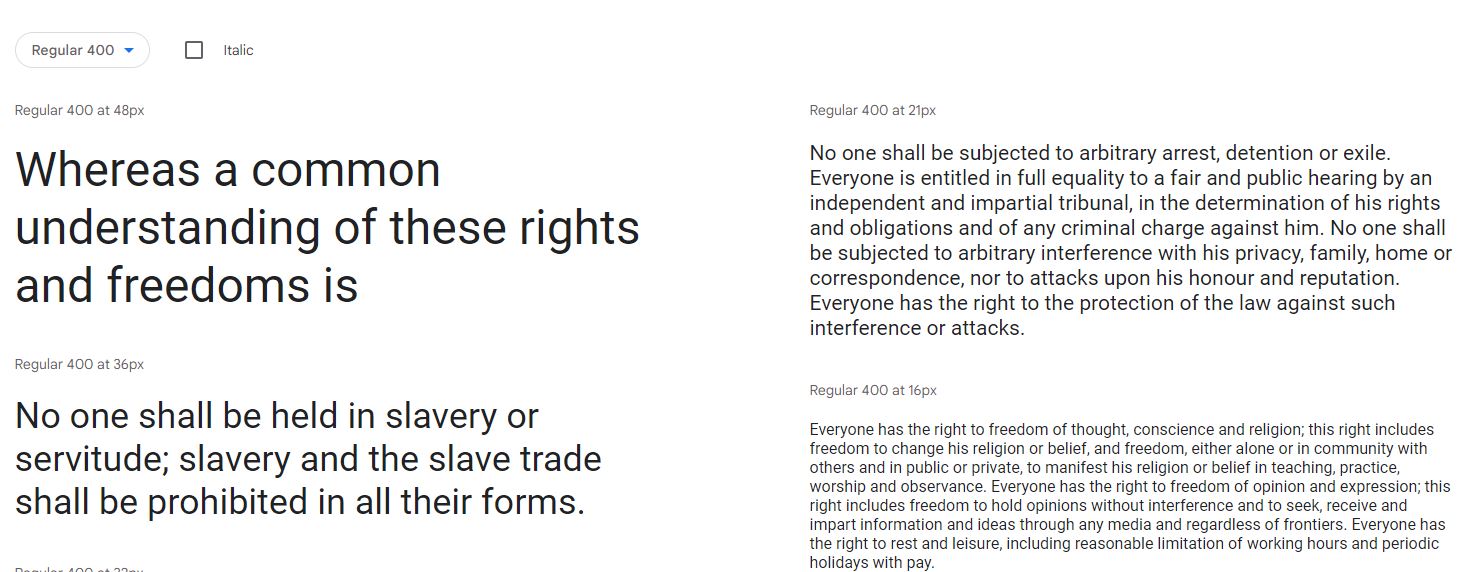 Regular 400
Italic
Regular 400 at 48px
Whereas a common
understanding of these rights
and freedoms is
Regular 400 at 36px
No one shall be held in slavery or
servitude; slavery and the slave trade
shall be prohibited in all their forms.
Regular 400 at 32px
Regular 400 at 21px
No one shall be subjected to arbitrary arrest, detention or exile.
Everyone is entitled in full equality to a fair and public hearing by an
independent and impartial tribunal, in the determination of his rights
and obligations and of any criminal charge against him. No one shall
be subjected to arbitrary interference with his privacy, family, home or
correspondence, nor to attacks upon his honour and reputation.
Everyone has the right to the protection of the law against such
interference or attacks.
Regular 400 at 16px
Everyone has the right to freedom of thought, conscience and religion; this right includes
freedom to change his religion or belief, and freedom, either alone or in community with
others and in public or private, to manifest his religion or belief in teaching, practice,
worship and observance. Everyone has the right to freedom of opinion and expression; this
right includes freedom to hold opinions without interference and to seek, receive and
impart information and ideas through any media and regardless of frontiers. Everyone has
the right to rest and leisure, including reasonable limitation of working hours and periodic
holidays with pay.